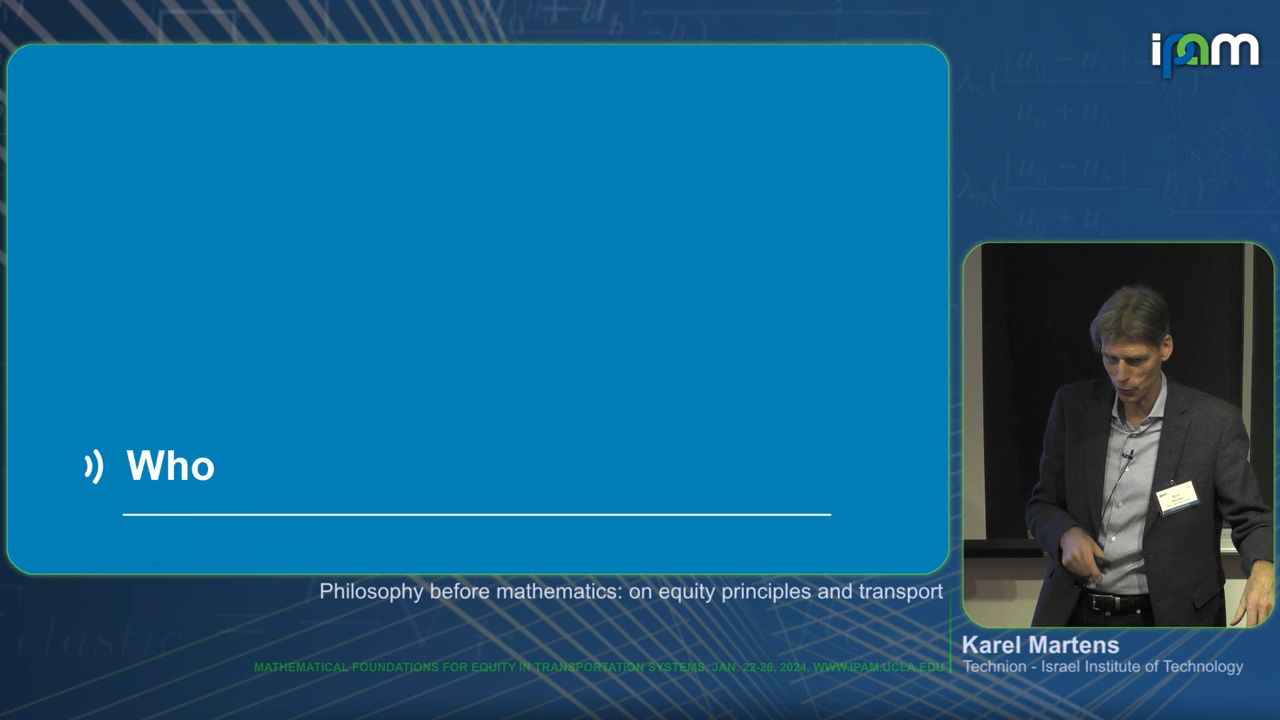 ipam
Who
Philosophy before mathematics: on equity principles and transport
Karel Martens
Technion - Israel Institute of Technology
MATHEMATICAL FOUNDATIONS FOR EQUITY IN TRANSPORTATION SYSTEMS, JAN. 22-26, 2024, WWW.IPAM.UCLA.EDU